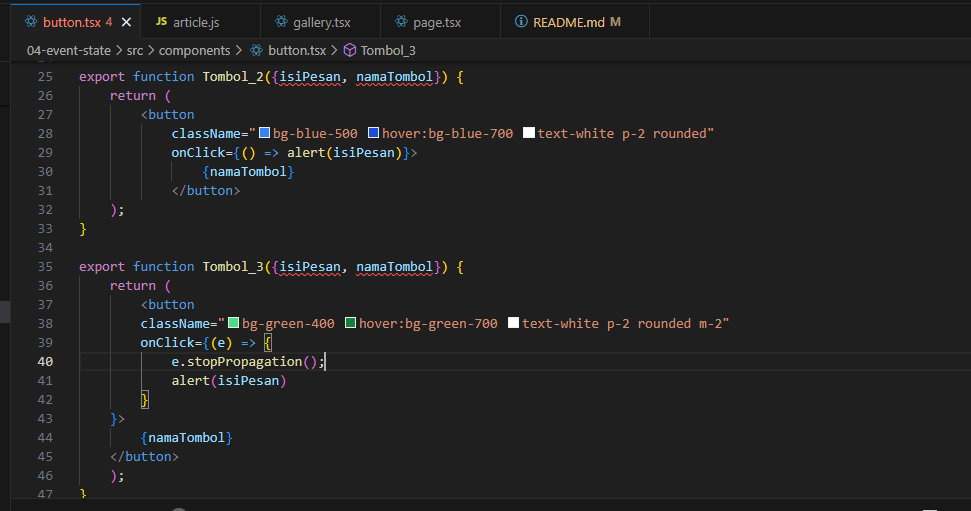 button.tsx 4 × JS article.js gallery.tsx page.tsx README.md M
04-event-state > src > components > button.tsx > Tombol_3
25 export function Tombol_2({isiPesan, namaTombol}) {
26 return (
27 <button
28 className="bg-blue-500 hover:bg-blue-700 text-white p-2 rounded"
29 onClick={() => alert(isiPesan)}>
30 {namaTombol}
31 </button>
32 );
33 }
34
35 export function Tombol_3({isiPesan, namaTombol}) {
36 return (
37 <button
38 className="bg-green-400 hover:bg-green-700 text-white p-2 rounded m-2"
39 onClick={(e) => {
40 e.stopPropagation();
41 alert(isiPesan)
42 }
43 }>
44 {namaTombol}
45 </button>
46 );
47 }